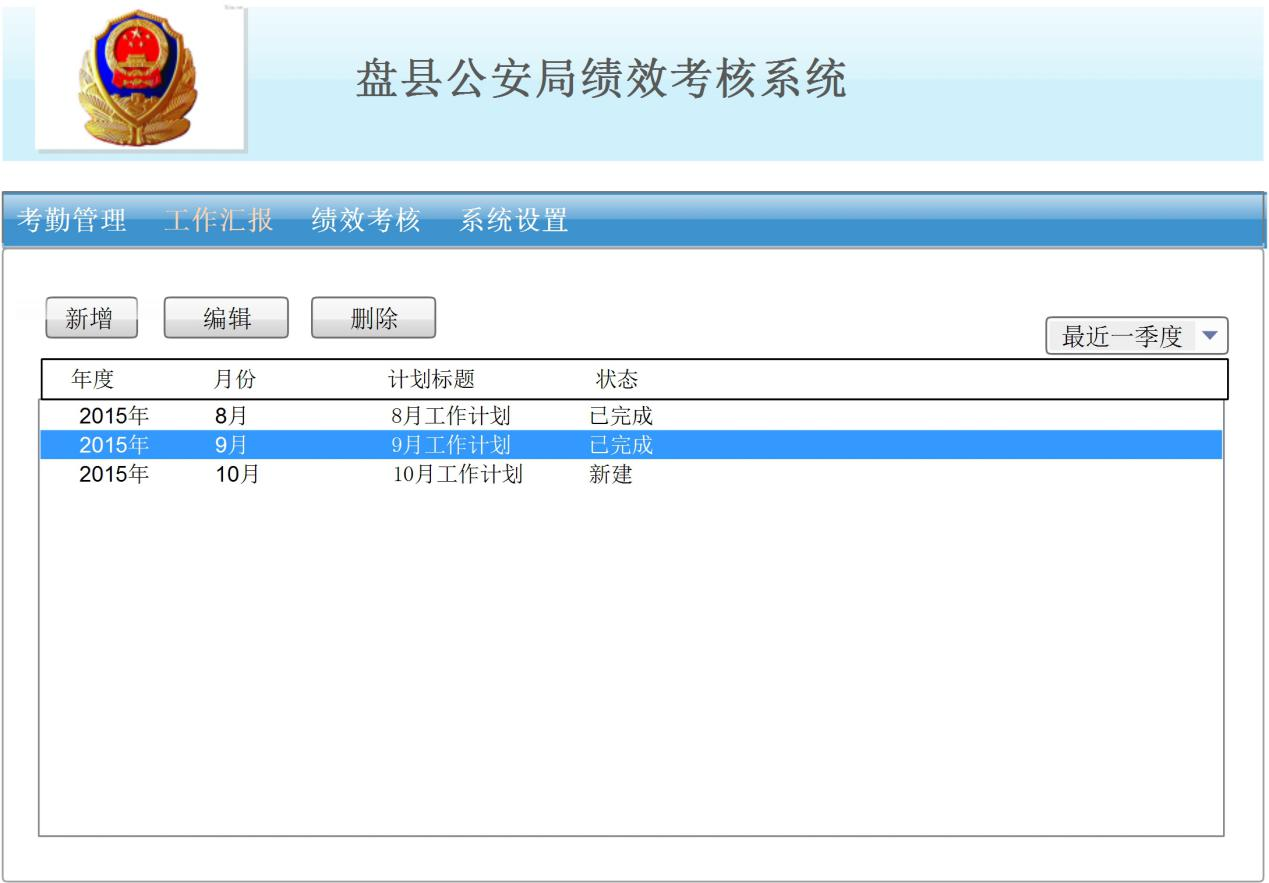 盘县公安局绩效考核系统
考勤管理 工作汇报 绩效考核 系统设置
新增 编辑 删除
最近一季度
年度 月份 计划标题 状态
2015年 8月 8月工作计划 已完成
2015年 9月 9月工作计划 已完成
2015年 10月 10月工作计划 新建